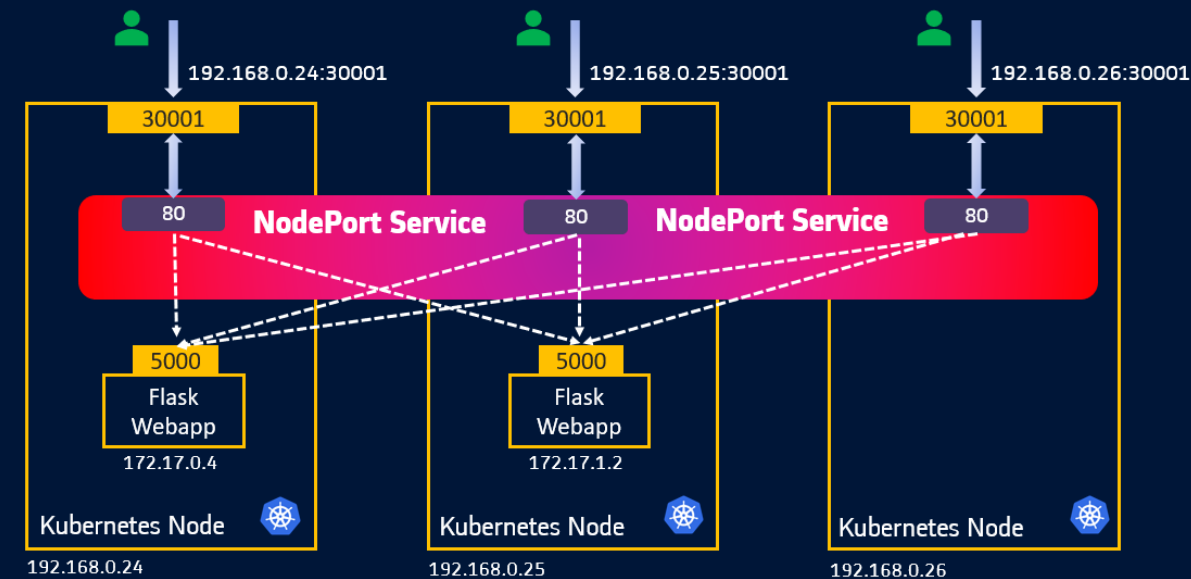 192.168.0.24:30001
192.168.0.25:30001
192.168.0.26:30001
30001
30001
30001
80
NodePort Service
80
NodePort Service
80
5000
5000
Flask
Webapp
Flask
Webapp
172.17.0.4
172.17.1.2
Kubernetes Node
Kubernetes Node
Kubernetes Node
192.168.0.24
192.168.0.25
192.168.0.26